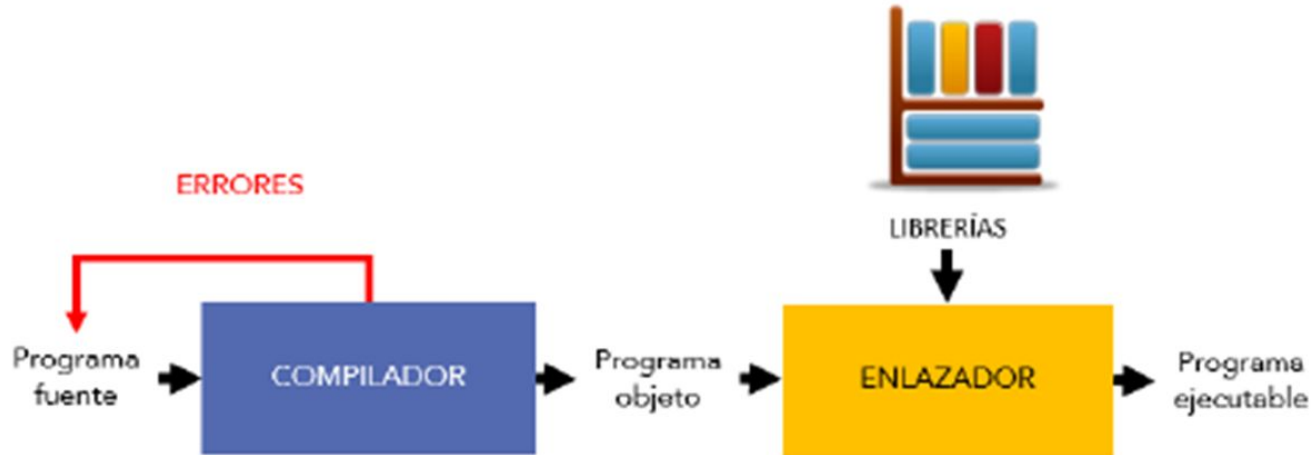 ERRORES
LIBRERÍAS
Programa
fuente
COMPILADOR
Programa
objeto
ENLAZADOR
Programa
ejecutable